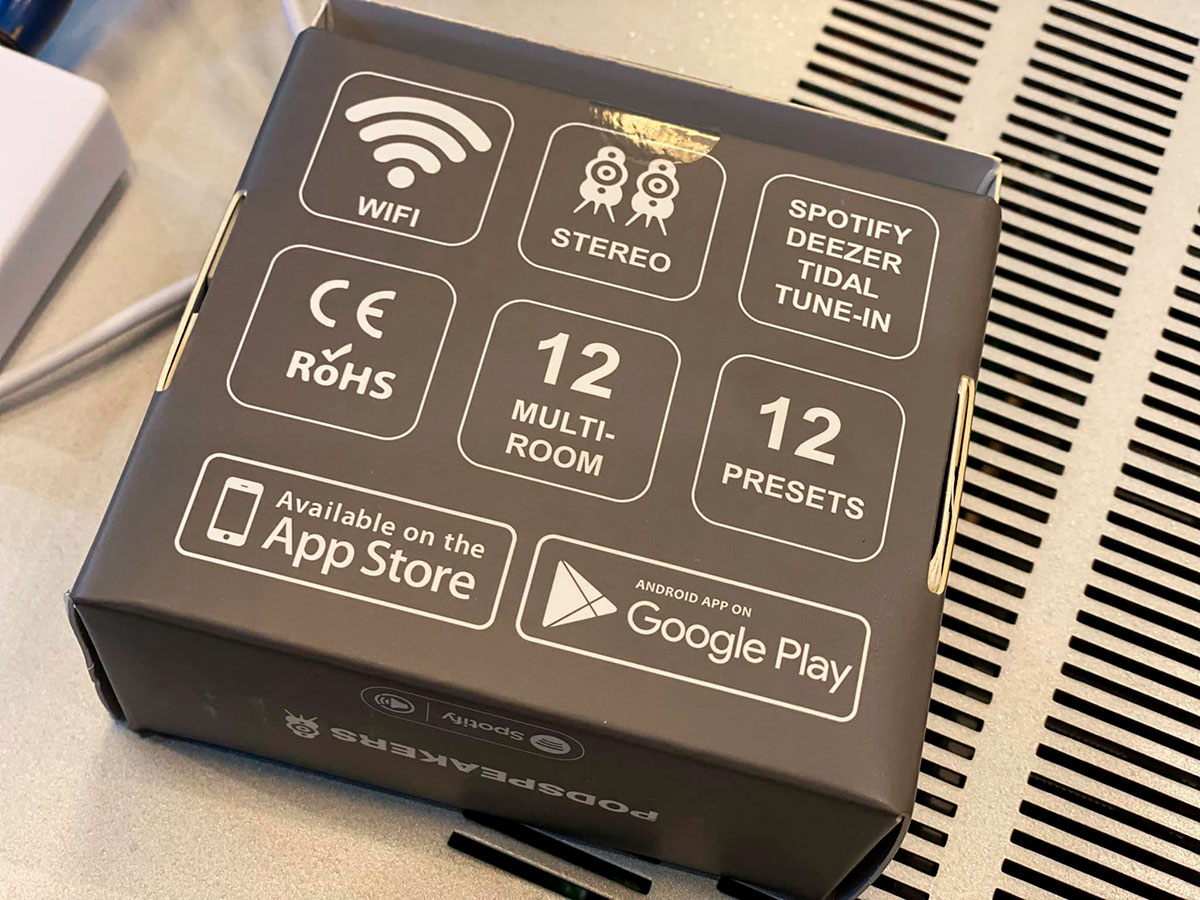 WIFI
STEREO
SPOTIFY
DEEZER
TIDAL
TUNE-IN
CE
RoHS
12
MULTI-
ROOM
12
PRESETS
Available on the
App Store
ANDROID APP ON
Google Play
Spotify
PODSPEAKERS